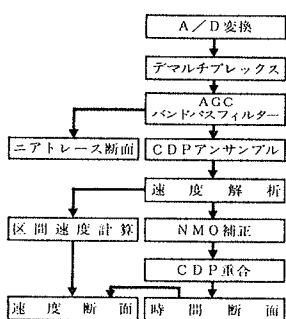 A/D変換
デマルチプレックス
AGC
バンドパスフィルター
ニアトレース断面
CDPアンサンブル
速度解析
区間速度計算
NMO補正
CDP重合
速度断面
時間断面